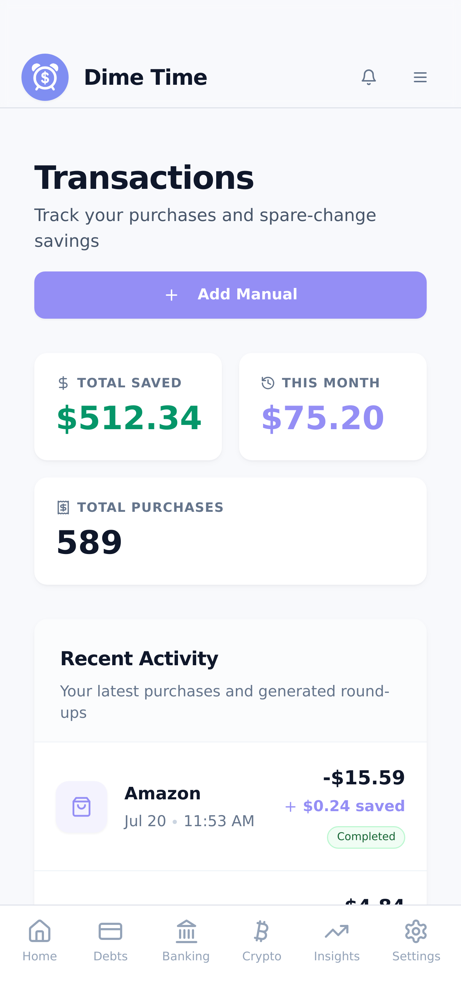 Dime Time
Transactions
Track your purchases and spare-change
savings
+ Add Manual
$ TOTAL SAVED
$512.34
THIS MONTH
$75.20
TOTAL PURCHASES
589
Recent Activity
Your latest purchases and generated round-
ups
Amazon
Jul 20 • 11:53 AM
-$15.59
+ $0.24 saved
Completed
$4.84
Home
Debts
Banking
Crypto
Insights
Settings